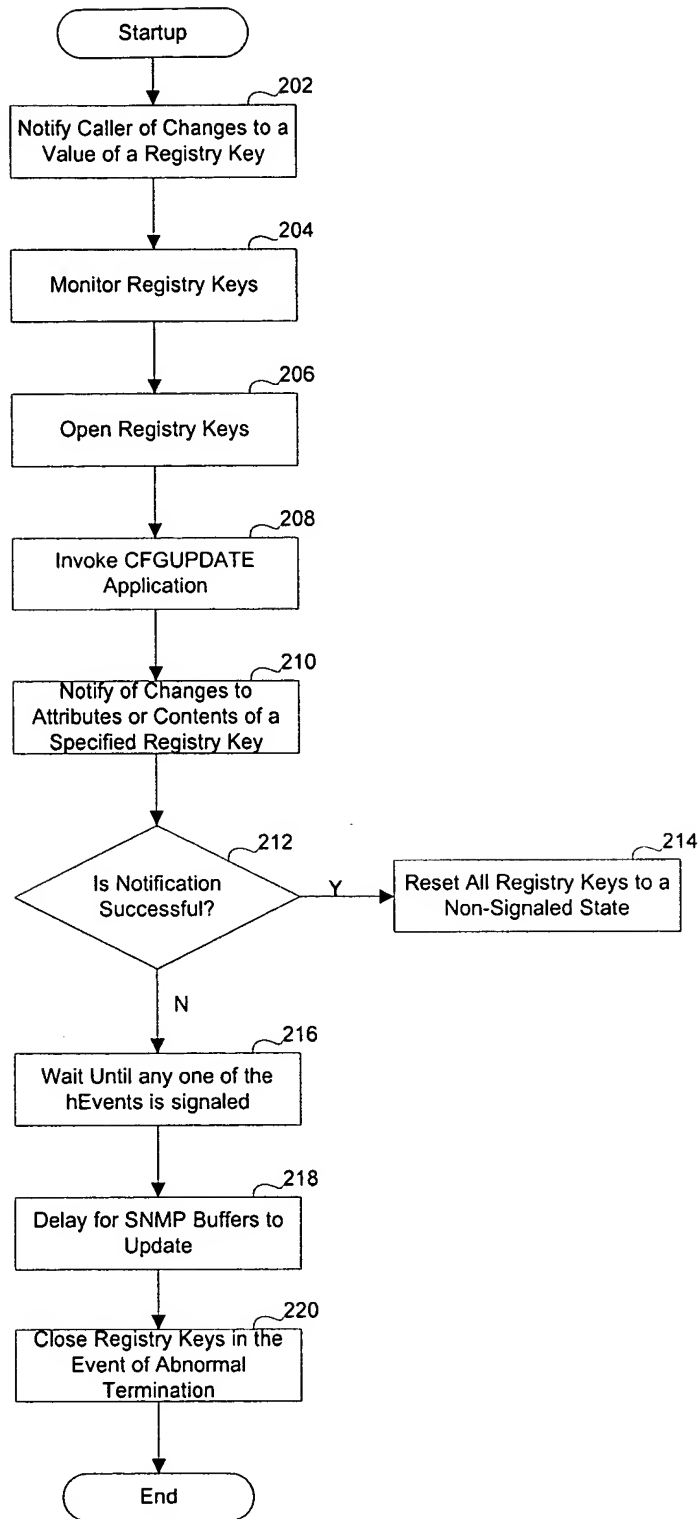 Startup
202
Notify Caller of Changes to a
Value of a Registry Key
204
Monitor Registry Keys
206
Open Registry Keys
208
Invoke CFGUPDATE
Application
210
Notify of Changes to
Attributes or Contents of a
Specified Registry Key
212
Is Notification
Successful?
Y
214
Reset All Registry Keys to a
Non-Signaled State
N
216
Wait Until any one of the
hEvents is signaled
218
Delay for SNMP Buffers to
Update
220
Close Registry Keys in the
Event of Abnormal
Termination
End